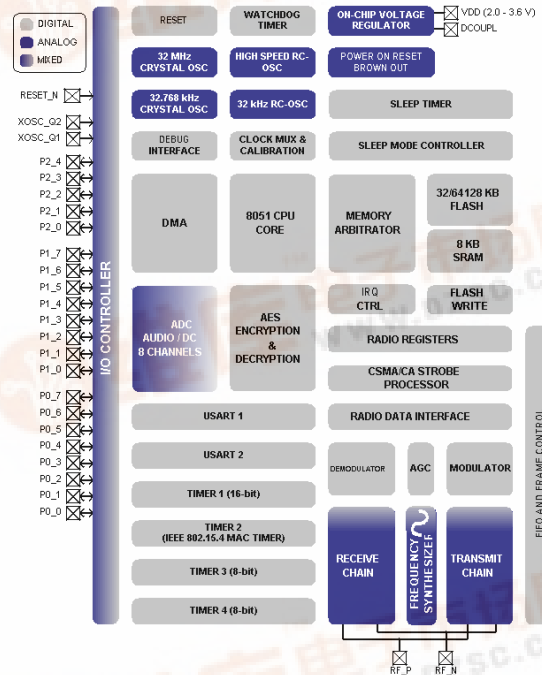 DIGITAL
ANALOG
MIXED
RESET
WATCHDOG
TIMER
ON-CHIP VOLTAGE
REGULATOR
VDD (2.0 - 3.6 V)
DCOUPL
32 MHz
CRYSTAL OSC
HIGH SPEED RC-
OSC
POWER ON RESET
BROWN OUT
RESET_N
32.768 kHz
CRYSTAL OSC
32 kHz RC-OSC
SLEEP TIMER
XOSC_Q2
XOSC_Q1
DEBUG
INTERFACE
CLOCK MUX &
CALIBRATION
SLEEP MODE CONTROLLER
P2_4
P2_3
P2_2
P2_1
P2_0
DMA
8051 CPU
CORE
MEMORY
ARBITRATOR
32/64128 KB
FLASH
8 KB
SRAM
P1_7
P1_6
P1_5
P1_4
P1_3
P1_2
P1_1
P1_0
I/O CONTROLLER
ADC
AUDIO / DC
8 CHANNELS
AES
ENCRYPTION
&
DECRYPTION
IRQ
CTRL
FLASH
WRITE
RADIO REGISTERS
CSMA/CA STROBE
PROCESSOR
P0_7
P0_6
P0_5
P0_4
P0_3
P0_2
P0_1
P0_0
USART 1
RADIO DATA INTERFACE
USART 2
DEMODULATOR
AGC
MODULATOR
FIFO AND FRAME CONTROL
TIMER 1 (16-bit)
TIMER 2
(IEEE 802.15.4 MAC TIMER)
RECEIVE
CHAIN
FREQUENCY
SYNTHESIZER
TRANSMIT
CHAIN
TIMER 3 (8-bit)
TIMER 4 (8-bit)
RF_P
RF_N